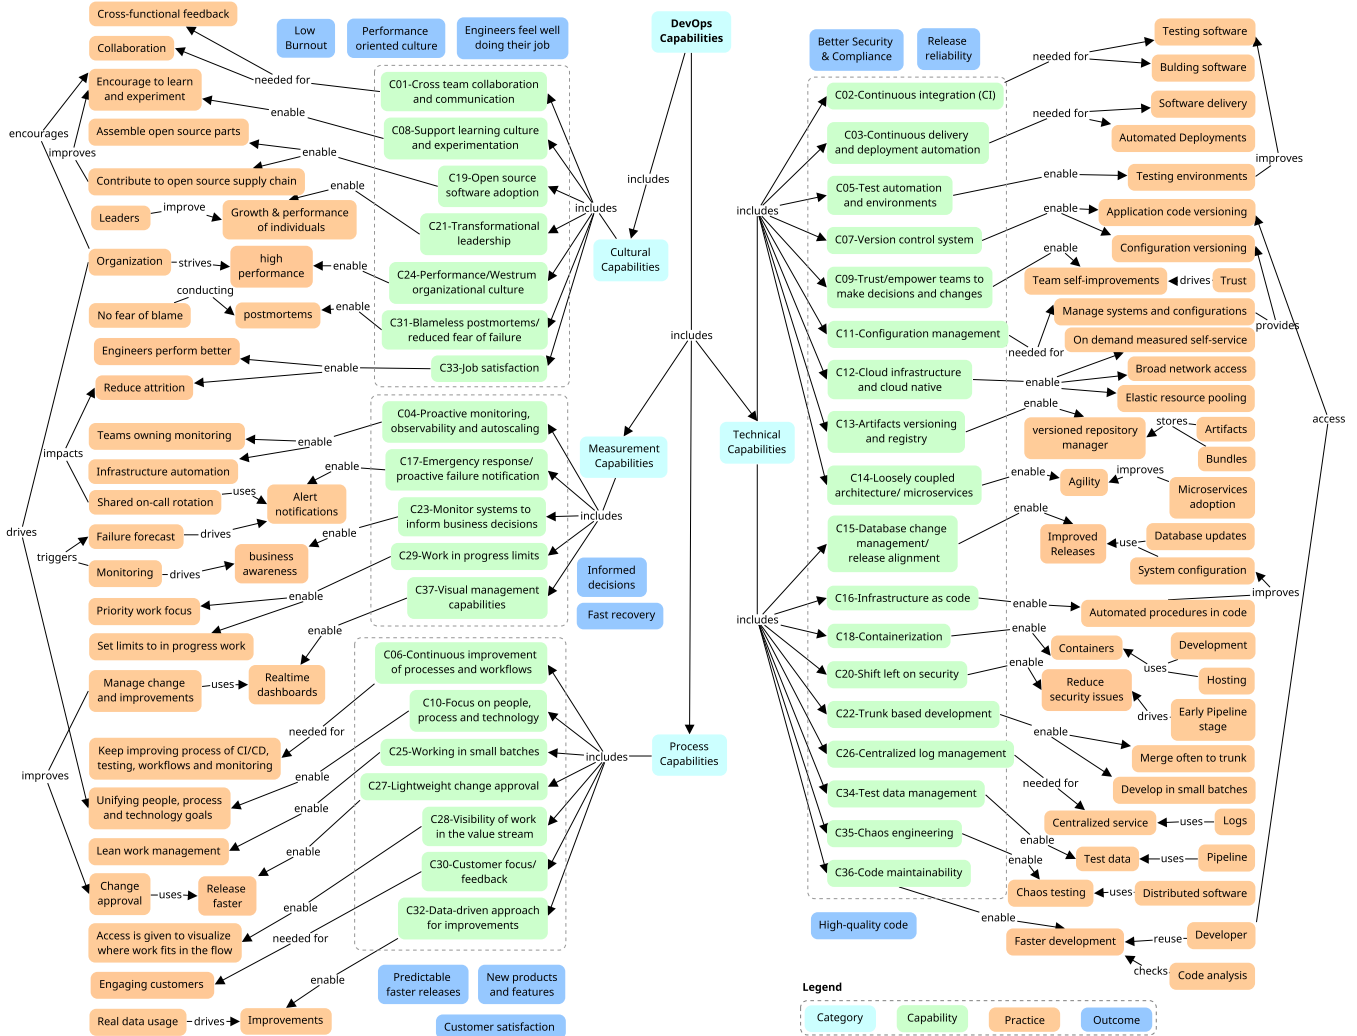 Cross-functional feedback
Collaboration
Encourage to learn
and experiment
encourages
Assemble open source parts
improves
Contribute to open source supply chain
Leaders
improve
Growth & performance
of individuals
Organization
strives
high
performance
conducting
No fear of blame
postmortems
Engineers perform better
Reduce attrition
Teams owning monitoring
impacts
Infrastructure automation
Shared on-call rotation
uses
Alert
notifications
drives
Failure forecast
drives
triggers
Monitoring
drives
business
awareness
Priority work focus
Set limits to in progress work
Manage change
and improvements
uses
Realtime
dashboards
Keep improving process of CI/CD,
testing, workflows and monitoring
improves
Unifying people, process
and technology goals
Lean work management
Change
approval
uses
Release
faster
Access is given to visualize
where work fits in the flow
Engaging customers
Real data usage
drives
Improvements
Low
Burnout
Performance
oriented culture
Engineers feel well
doing their job
needed for
enable
enable
enable
enable
enable
enable
C01-Cross team collaboration
and communication
C08-Support learning culture
and experimentation
C19-Open source
software adoption
C21-Transformational
leadership
C24-Performance/Westrum
organizational culture
C31-Blameless postmortems/
reduced fear of failure
C33-Job satisfaction
includes
enable
enable
enable
enable
enable
C04-Proactive monitoring,
observability and autoscaling
C17-Emergency response/
proactive failure notification
C23-Monitor systems to
inform business decisions
C29-Work in progress limits
C37-Visual management
capabilities
includes
Informed
decisions
Fast recovery
needed for
enable
enable
enable
enable
needed for
enable
C06-Continuous improvement
of processes and workflows
C10-Focus on people,
process and technology
C25-Working in small batches
C27-Lightweight change approval
C28-Visibility of work
in the value stream
C30-Customer focus/
feedback
C32-Data-driven approach
for improvements
includes
Predictable
faster releases
New products
and features
Customer satisfaction
DevOps
Capabilities
includes
Cultural
Capabilities
includes
Measurement
Capabilities
Technical
Capabilities
Process
Capabilities
Better Security
& Compliance
Release
reliability
includes
C02-Continuous integration (CI)
C03-Continuous delivery
and deployment automation
C05-Test automation
and environments
C07-Version control system
C09-Trust/empower teams to
make decisions and changes
C11-Configuration management
C12-Cloud infrastructure
and cloud native
C13-Artifacts versioning
and registry
C14-Loosely coupled
architecture/ microservices
includes
C15-Database change
management/
release alignment
C16-Infrastructure as code
C18-Containerization
C20-Shift left on security
C22-Trunk based development
C26-Centralized log management
C34-Test data management
C35-Chaos engineering
C36-Code maintainability
High-quality code
needed for
needed for
enable
enable
enable
needed for
enable
enable
enable
enable
enable
enable
enable
enable
needed for
enable
enable
enable
Testing software
Bulding software
Software delivery
Automated Deployments
improves
Testing environments
Application code versioning
Configuration versioning
Team self-improvements
drives
Trust
Manage systems and configurations
provides
On demand measured self-service
Broad network access
Elastic resource pooling
access
versioned repository
manager
stores
Artifacts
Bundles
Agility
improves
Microservices
adoption
Improved
Releases
use
Database updates
System configuration
improves
Automated procedures in code
Containers
uses
Development
Hosting
Reduce
security issues
drives
Early Pipeline
stage
Merge often to trunk
Develop in small batches
Centralized service
uses
Logs
Test data
uses
Pipeline
Chaos testing
uses
Distributed software
Faster development
reuse
Developer
checks
Code analysis
Legend
Category
Capability
Practice
Outcome